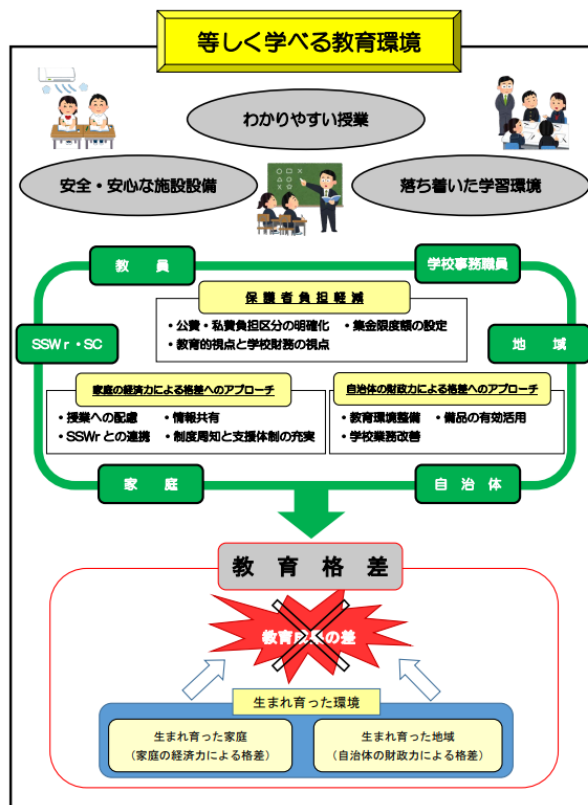 等しく学べる教育環境
わかりやすい授業
安全・安心な施設設備
落ち着いた学習環境
教　員
学校事務職員
保護者負担軽減
・公費・私費負担区分の明確化　・集金限度額の設定
・教育的視点と学校財務の視点
SSWr・SC
地　域
家庭の経済力による格差へのアプローチ
・授業への配慮　・情報共有
・SSWrとの連携　・制度周知と支援体制の充実
自治体の財政力による格差へのアプローチ
・教育環境整備　・備品の有効活用
・学校業務改善
家　庭
自治体
教育格差
教育成果の差
生まれ育った環境
生まれ育った家庭
（家庭の経済力による格差）
生まれ育った地域
（自治体の財政力による格差）